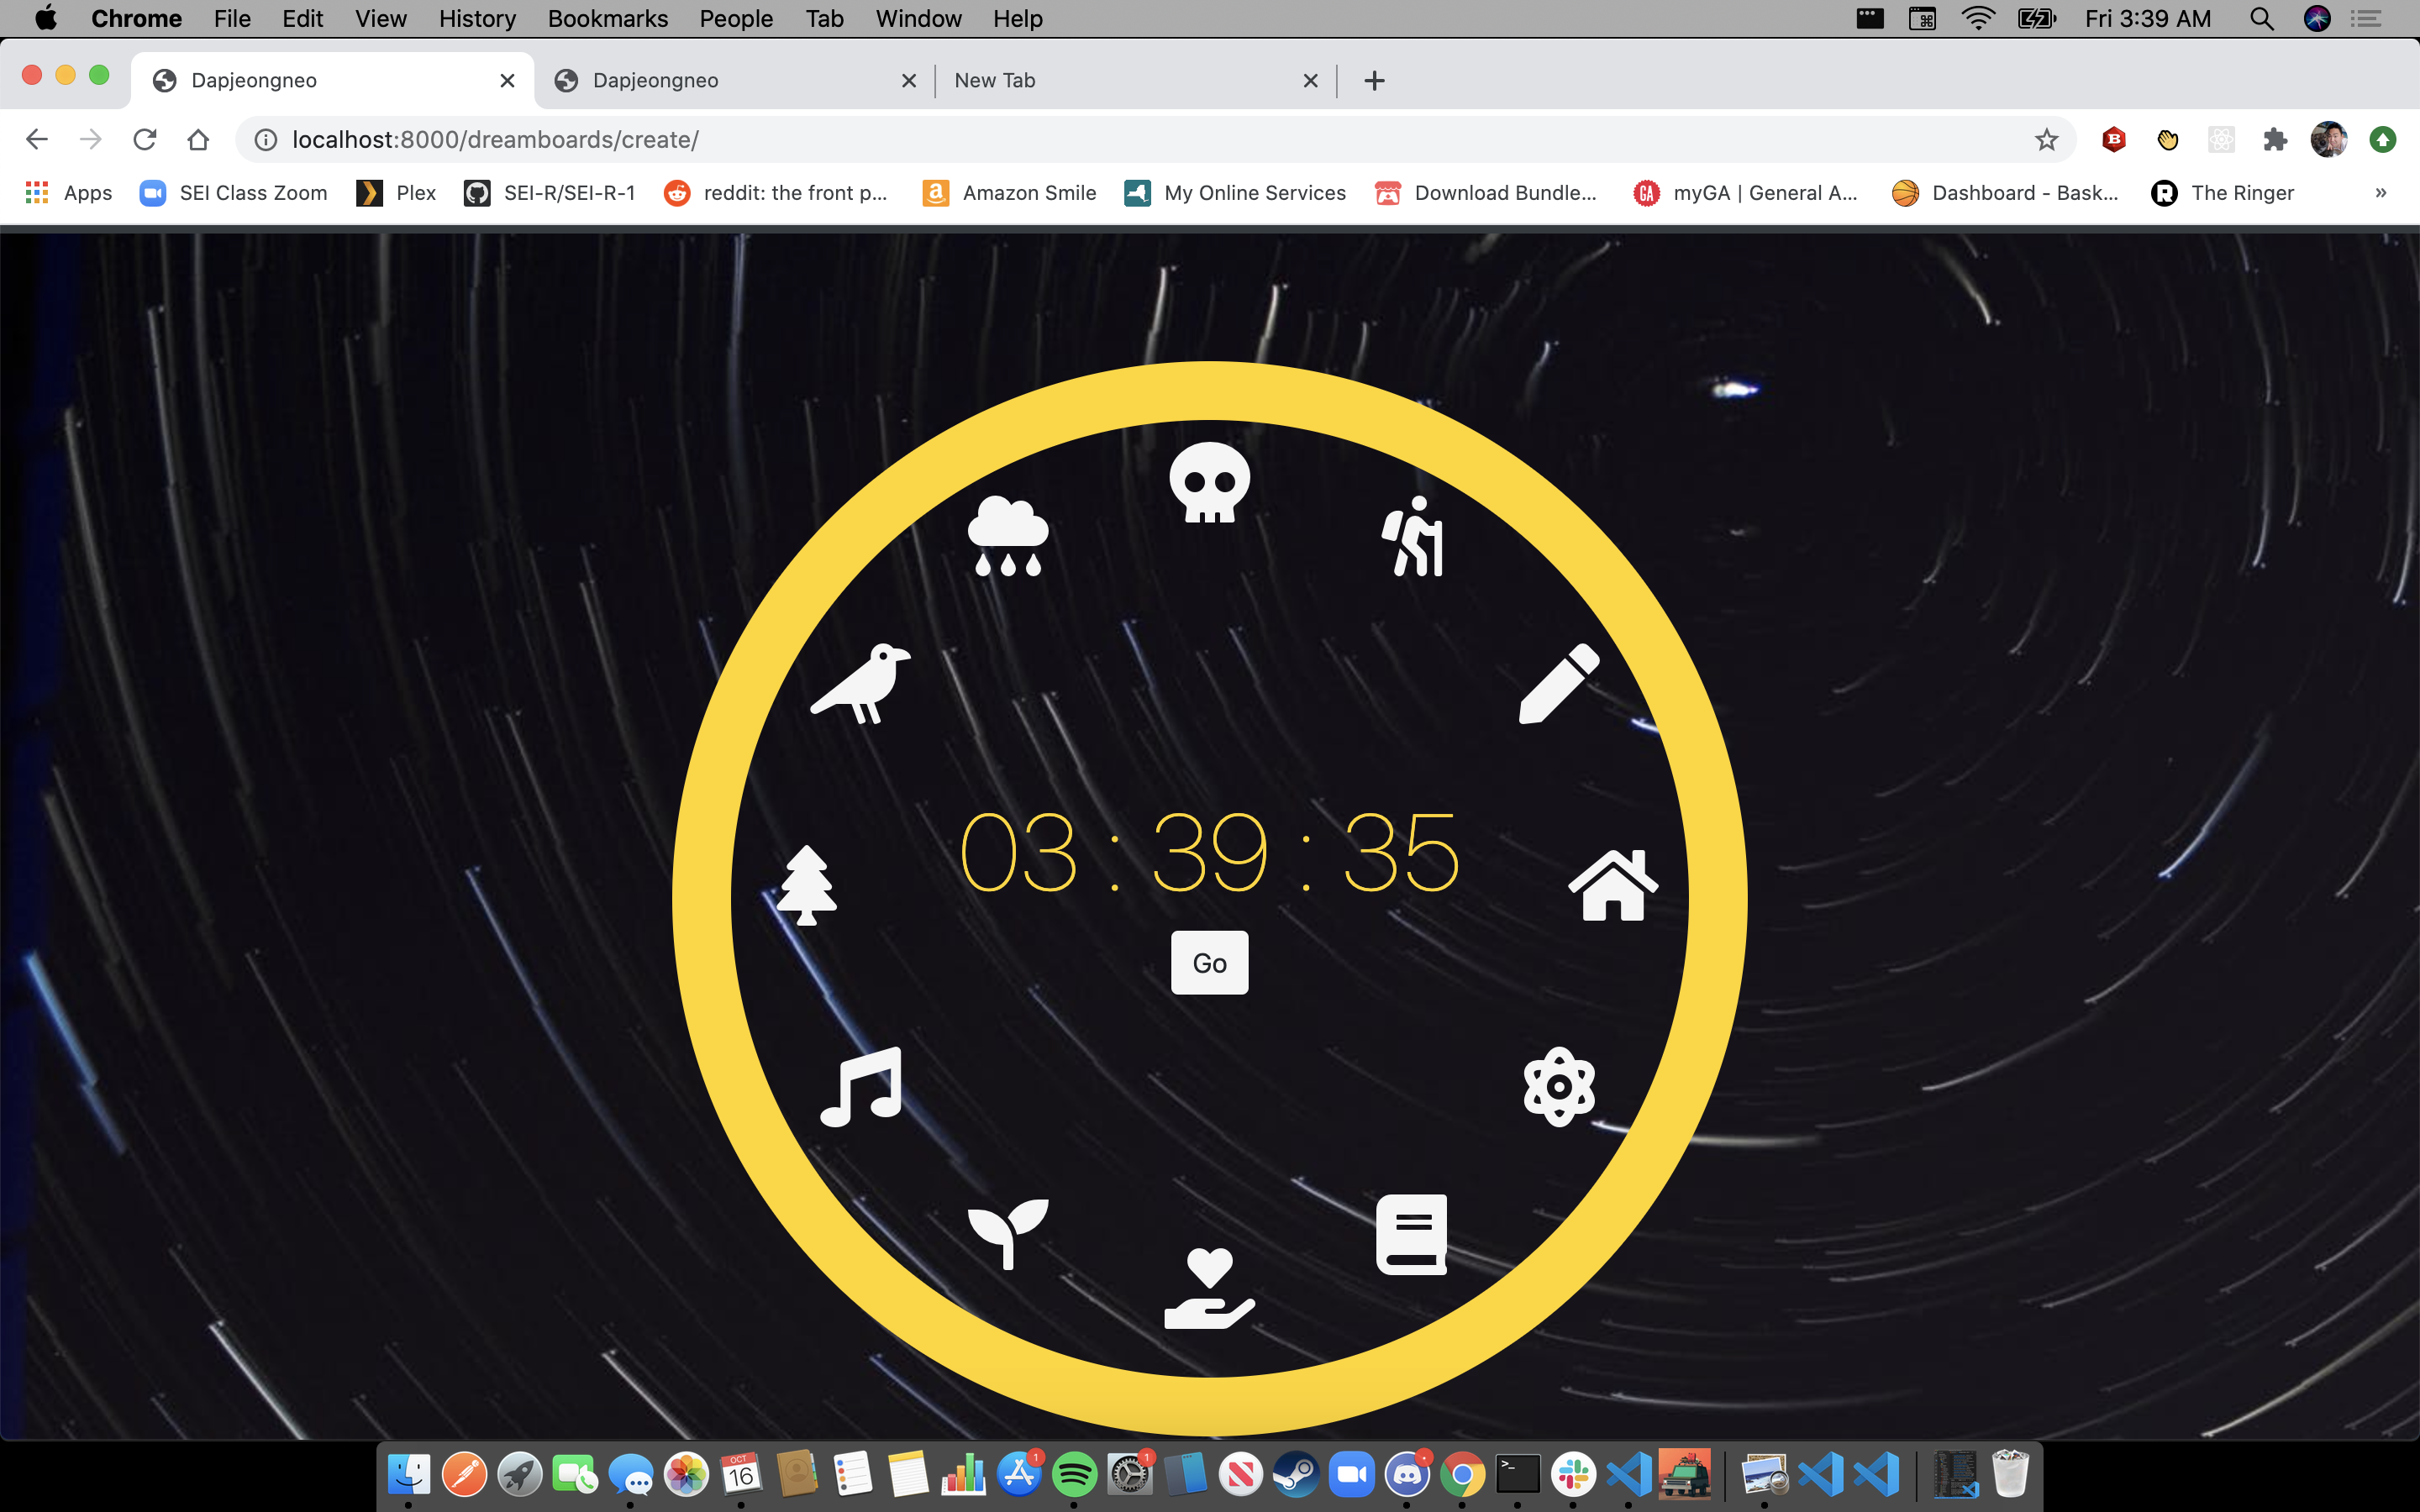 Chrome File Edit View History Bookmarks People Tab Window Help Fri 3:39 AM
Dapjeongneo Dapjeongneo New Tab
localhost:8000/dreamboards/create/
Apps SEI Class Zoom Plex SEI-R/SEI-R-1 reddit: the front p... Amazon Smile My Online Services Download Bundle... myGA | General A... Dashboard - Bask... The Ringer »
03 : 39 : 35
Go
OCT
16
1
1